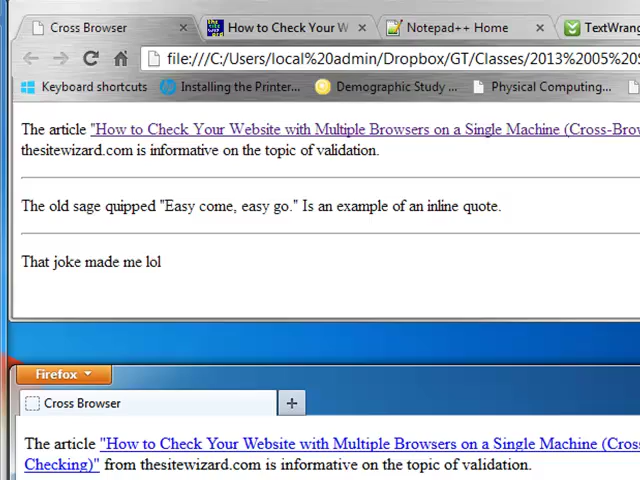 Cross Browser
How to Check Your W
Notepad++ Home
TextWrang
file:///C:/Users/local%20admin/Dropbox/GT/Classes/2013%2005%20S
Keyboard shortcuts
Installing the Printer...
Demographic Study ...
Physical Computing...
The article "How to Check Your Website with Multiple Browsers on a Single Machine (Cross-Brow
thesitewizard.com is informative on the topic of validation.
The old sage quipped "Easy come, easy go." Is an example of an inline quote.
That joke made me lol
Firefox
Cross Browser
The article "How to Check Your Website with Multiple Browsers on a Single Machine (Cross
Checking)" from thesitewizard.com is informative on the topic of validation.